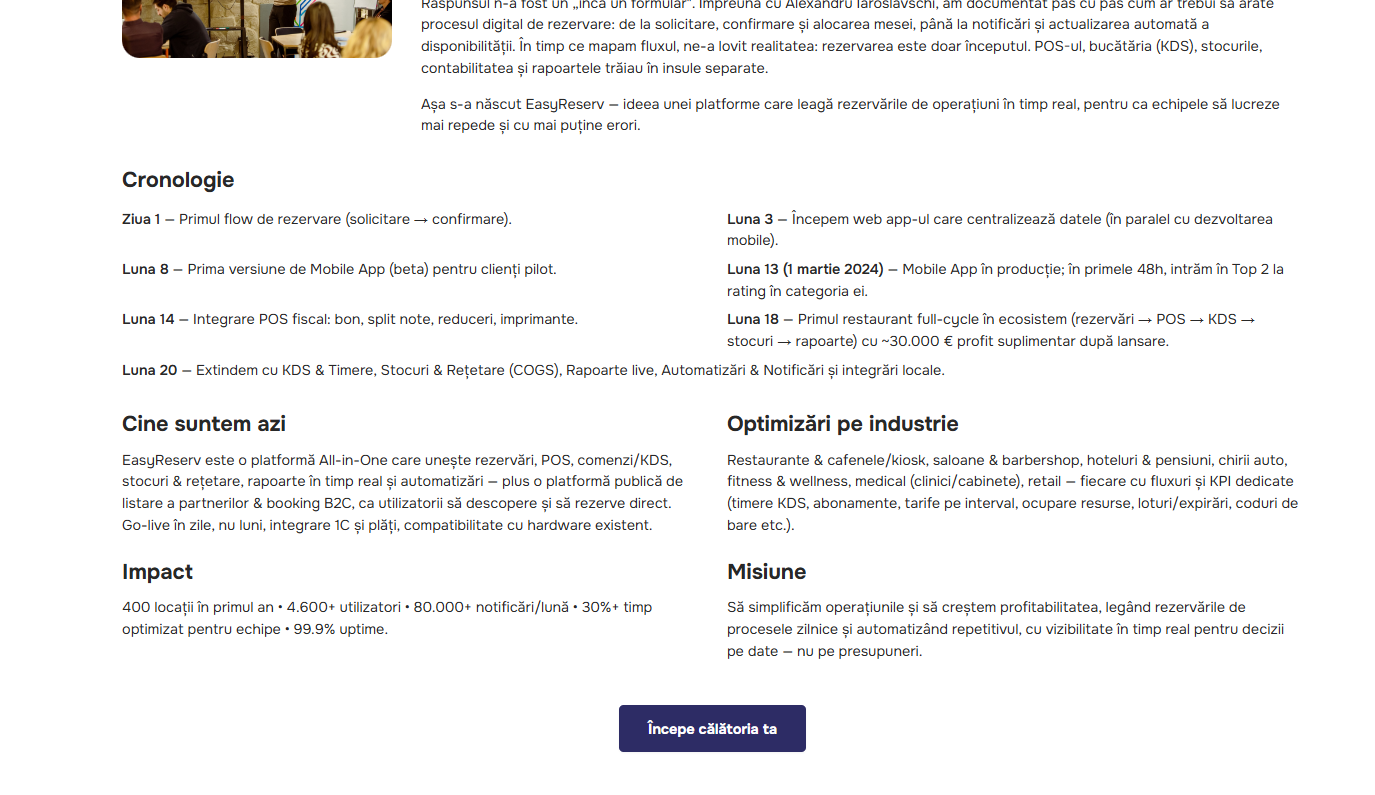 Răspunsul n-a fost un „încă un formular”. Împreună cu Alexandru Iaroslavschi, am documentat pas cu pas cum ar trebui să arate
procesul digital de rezervare: de la solicitare, confirmare și alocarea mesei, până la notificări și actualizarea automată a
disponibilității. În timp ce mapam fluxul, ne-a lovit realitatea: rezervarea este doar începutul. POS-ul, bucătăria (KDS), stocurile,
contabilitatea și rapoartele trăiau în insule separate.
Așa s-a născut EasyReserv — ideea unei platforme care leagă rezervările de operațiuni în timp real, pentru ca echipele să lucreze
mai repede și cu mai puține erori.
Cronologie
Ziua 1 — Primul flow de rezervare (solicitare → confirmare).
Luna 3 — Începem web app-ul care centralizează datele (în paralel cu dezvoltarea
mobile).
Luna 8 — Prima versiune de Mobile App (beta) pentru clienți pilot.
Luna 13 (1 martie 2024) — Mobile App în producție; în primele 48h, intrăm în Top 2 la
rating în categoria ei.
Luna 14 — Integrare POS fiscal: bon, split note, reduceri, imprimante.
Luna 18 — Primul restaurant full-cycle în ecosistem (rezervări → POS → KDS →
stocuri → rapoarte) cu ~30.000 € profit suplimentar după lansare.
Luna 20 — Extindem cu KDS & Timere, Stocuri & Rețetare (COGS), Rapoarte live, Automatizări & Notificări și integrări locale.
Cine suntem azi
EasyReserv este o platformă All-in-One care unește rezervări, POS, comenzi/KDS,
stocuri & rețetare, rapoarte în timp real și automatizări — plus o platformă publică de
listare a partnerilor & booking B2C, ca utilizatorii să descopere și să rezerve direct.
Go-live în zile, nu luni, integrare 1C și plăți, compatibilitate cu hardware existent.
Optimizări pe industrie
Restaurante & cafenele/kiosk, saloane & barbershop, hoteluri & pensiuni, chirii auto,
fitness & wellness, medical (clinici/cabinete), retail — fiecare cu fluxuri și KPI dedicate
(timere KDS, abonamente, tarife pe interval, ocupare resurse, loturi/expirări, coduri de
bare etc.).
Impact
400 locații în primul an • 4.600+ utilizatori • 80.000+ notificări/lună • 30%+ timp
optimizat pentru echipe • 99.9% uptime.
Misiune
Să simplificăm operațiunile și să creștem profitabilitatea, legând rezervările de
procesele zilnice și automatizând repetitivul, cu vizibilitate în timp real pentru decizii
pe date — nu pe presupuneri.
Începe călătoria ta